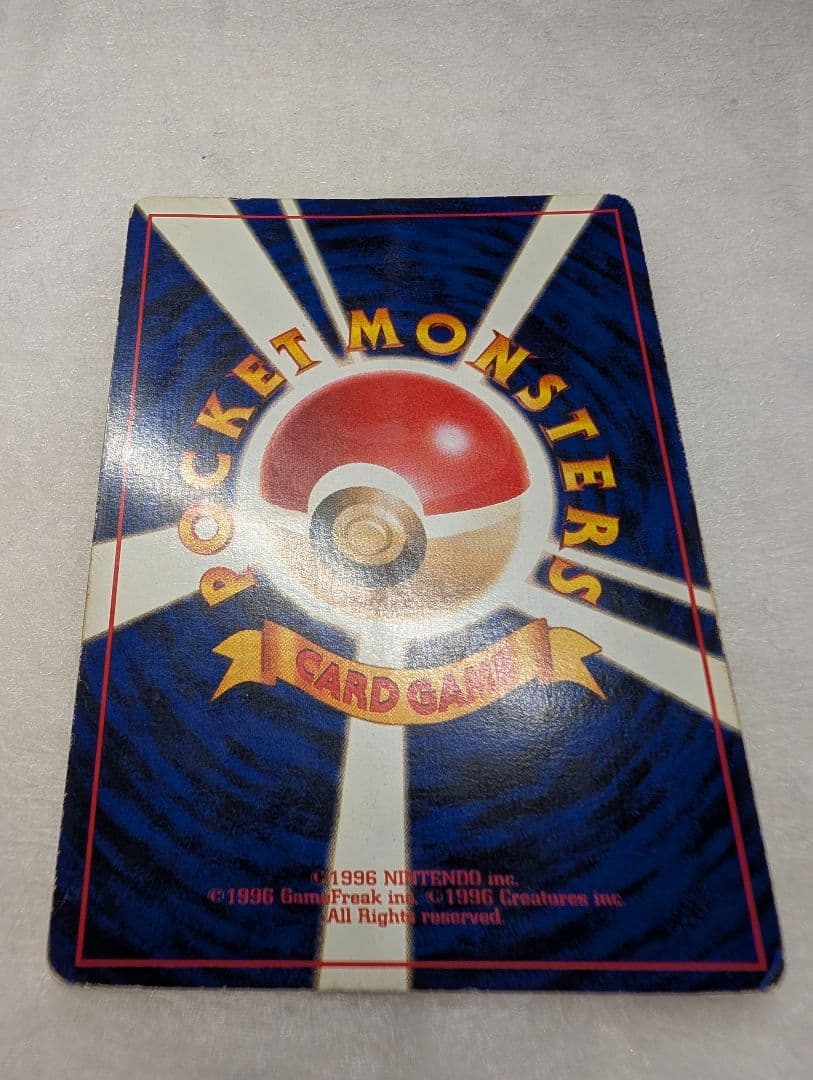 POCKET MONSTERS
CARD GAME
©1996 NINTENDO inc.
©1996 GameFreak inc. ©1996 Creatures inc.
All Rights reserved.